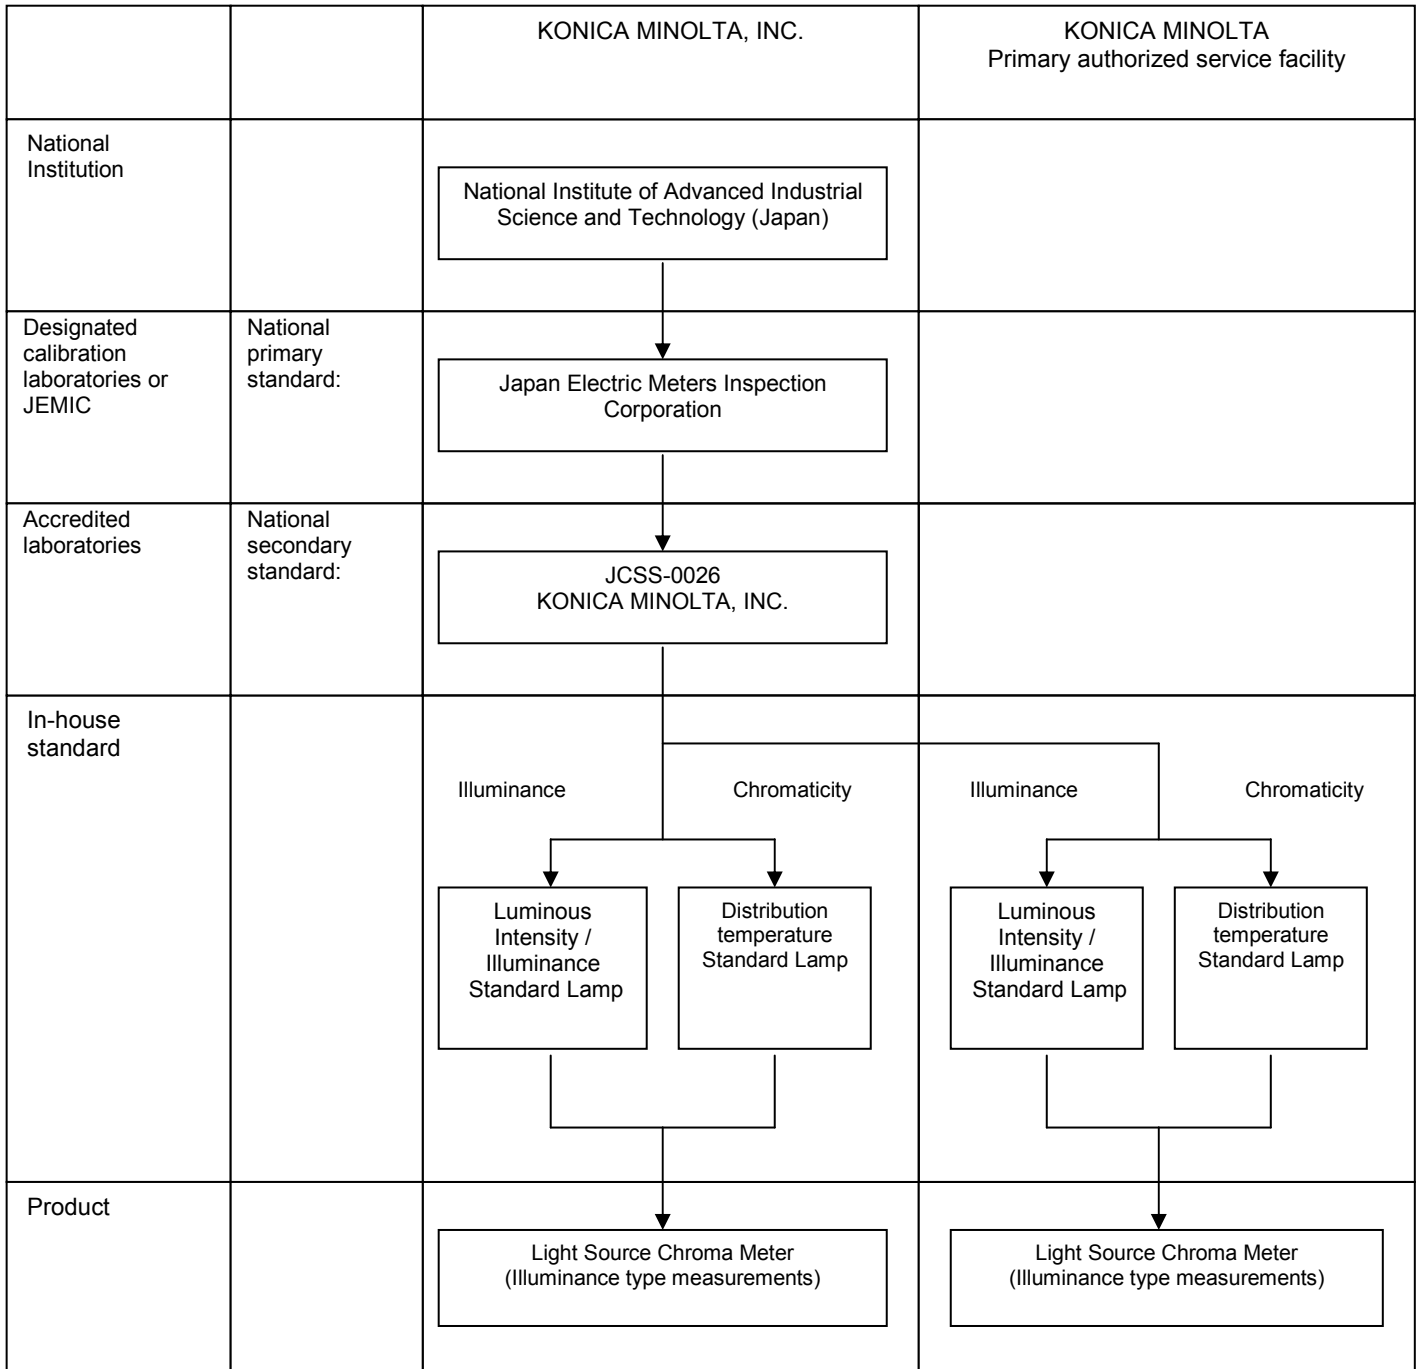 KONICA MINOLTA, INC.
KONICA MINOLTA
Primary authorized service facility
National
Institution
National Institute of Advanced Industrial
Science and Technology (Japan)
Designated
calibration
laboratories or
JEMIC
National
primary
standard:
Japan Electric Meters Inspection
Corporation
Accredited
laboratories
National
secondary
standard:
JCSS-0026
KONICA MINOLTA, INC.
In-house
standard
Illuminance
Chromaticity
Illuminance
Chromaticity
Luminous
Intensity /
Illuminance
Standard Lamp
Distribution
temperature
Standard Lamp
Luminous
Intensity /
Illuminance
Standard Lamp
Distribution
temperature
Standard Lamp
Product
Light Source Chroma Meter
(Illuminance type measurements)
Light Source Chroma Meter
(Illuminance type measurements)